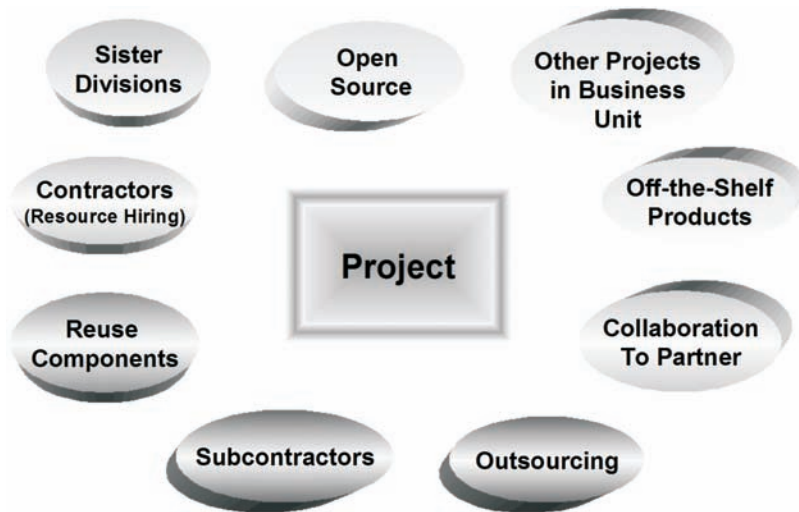 Sister
Divisions
Open
Source
Other Projects
in Business
Unit
Contractors
(Resource Hiring)
Off-the-Shelf
Products
Project
Reuse
Components
Collaboration
To Partner
Subcontractors
Outsourcing